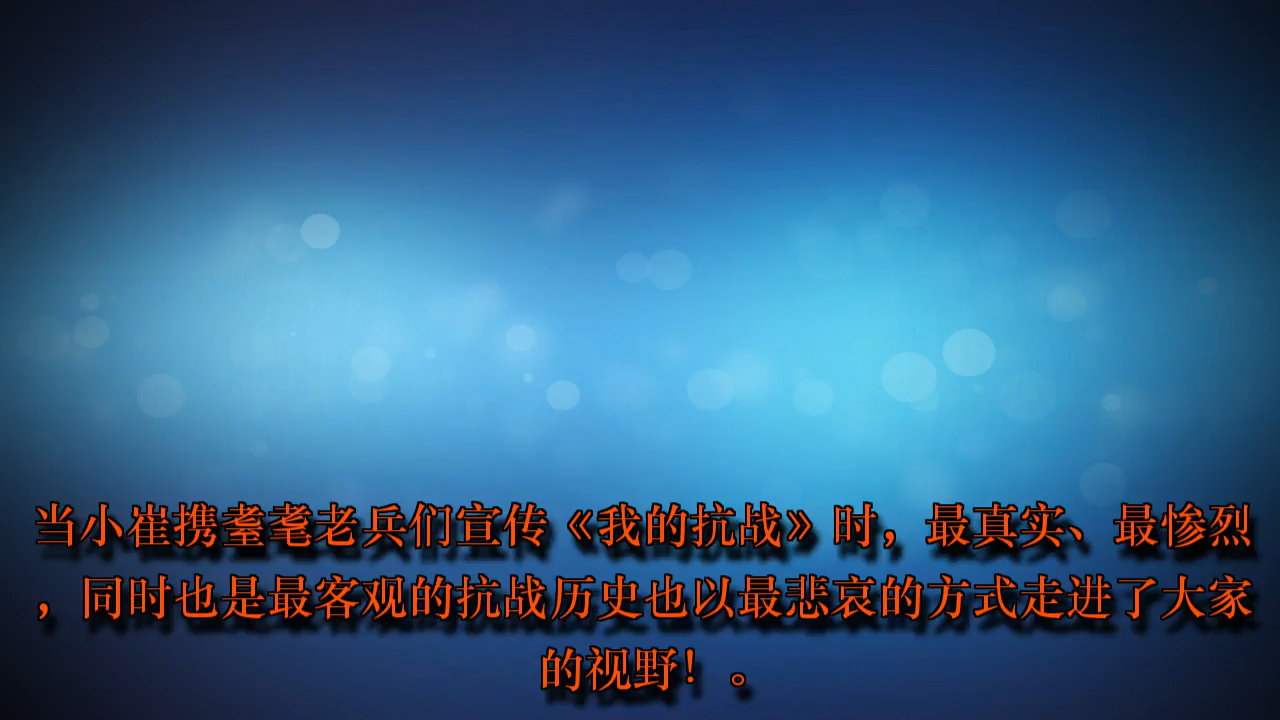 当小崔携耋耄老兵们宣传《我的抗战》时，最真实、最惨烈
，同时也是最客观的抗战历史也以最悲哀的方式走进了大家
的视野！。